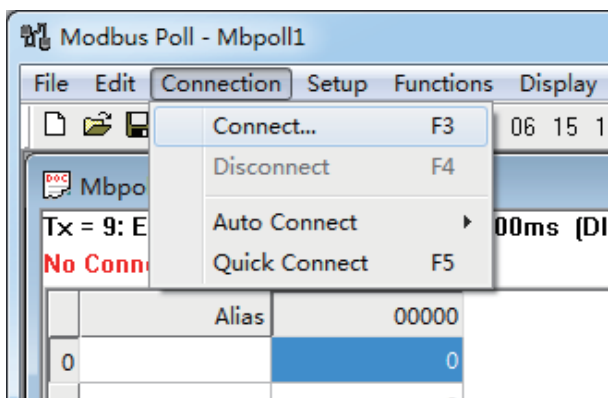 Modbus Poll - Mbpoll1
File Edit Connection Setup Functions Display
Connect... F3 06 15 1
Disconnect F4
Mbpo
Auto Connect
Tx = 9: E 00ms (DI
Quick Connect F5
No Conn
Alias 00000
0 0